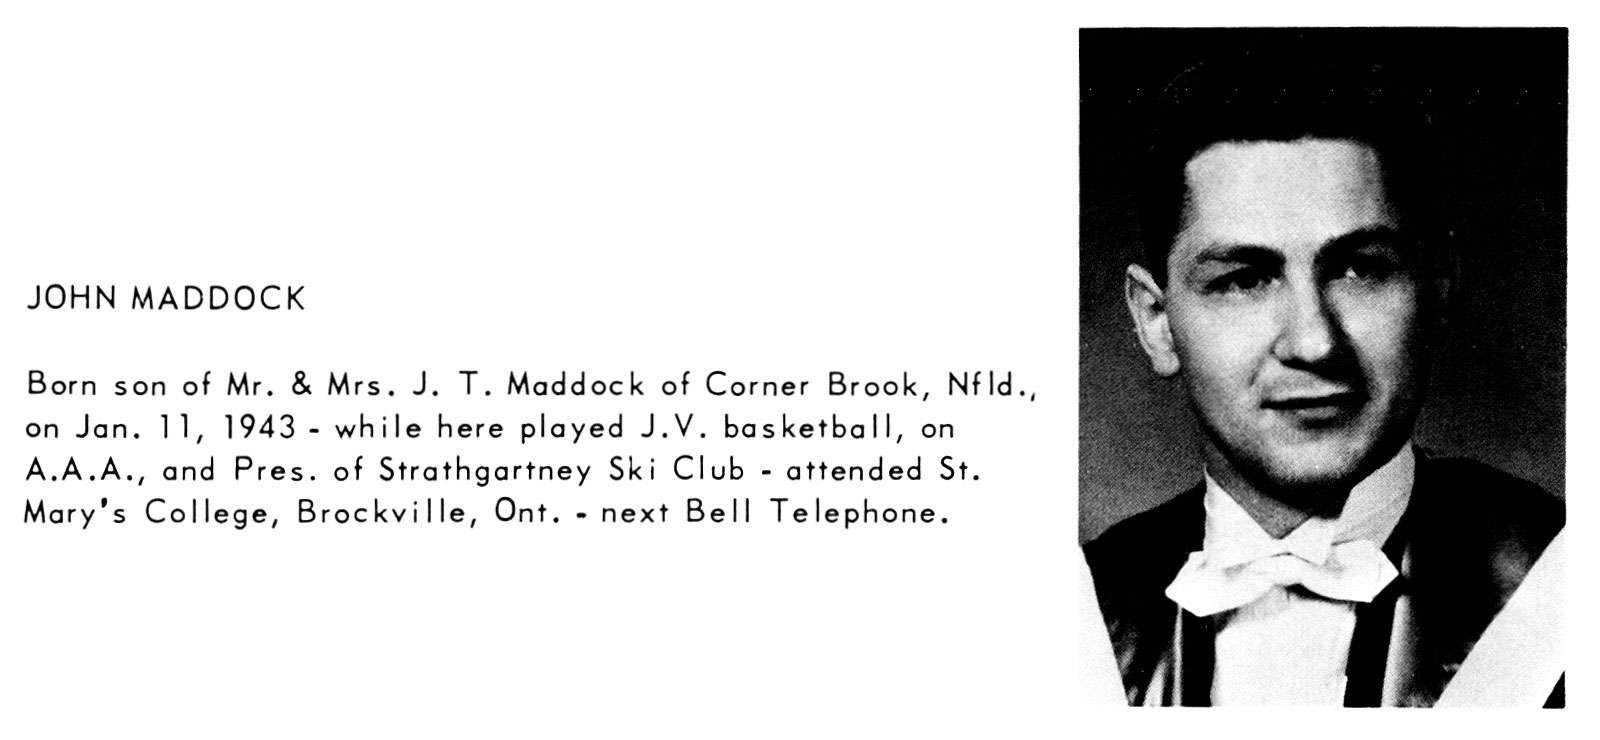 JOHN MADDOCK
Born son of Mr. & Mrs. J. T. Maddock of Corner Brook, Nfld.,
on Jan. 11, 1943 - while here played J.V. basketball, on
A.A.A., and Pres. of Strathgartney Ski Club - attended St.
Mary's College, Brockville, Ont. - next Bell Telephone.